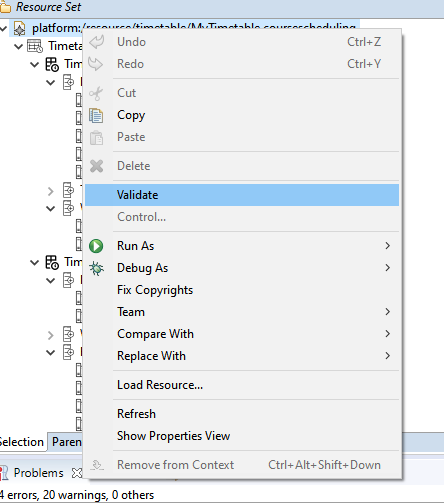 Resource Set
platform:/resource/timetable/MyTimetable.coursescheduling
Timeta
Undo Ctrl+Z
Tim
Redo Ctrl+Y
Cut
Copy
Paste
Delete
Validate
Control...
Run As
Tim
Debug As
Fix Copyrights
Team
Compare With
Replace With
Load Resource...
Refresh
Selection Paren
Show Properties View
Problems
Remove from Context Ctrl+Alt+Shift+Down
4 errors, 20 warnings, 0 others